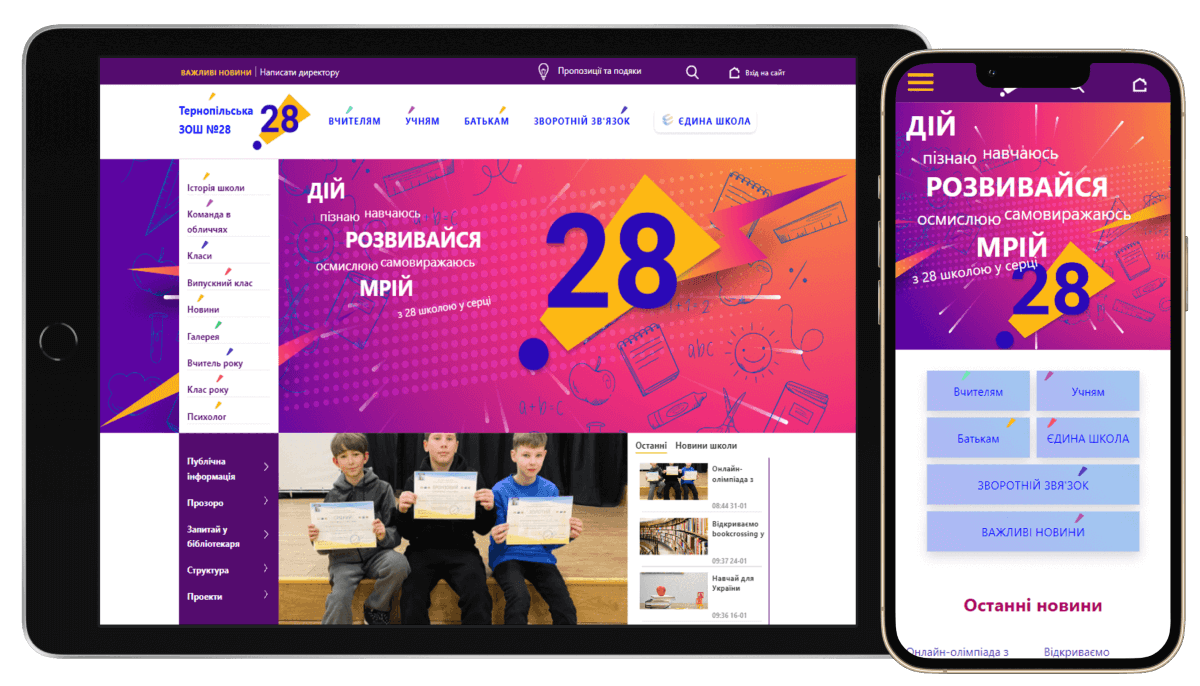 ВАЖЛИВІ НОВИНИ | Написати директору
Пропозиції та подяки
Вхід на сайт
Тернопільська
ЗОШ №28
28
ВЧИТЕЛЯМ
УЧНЯМ
БАТЬКАМ
ЗВОРОТНІЙ ЗВ'ЯЗОК
ЄДИНА ШКОЛА
Історія школи
Команда в
обличчях
Класи
Випускний клас
Новини
Галерея
Вчитель року
Клас року
Психолог
ДІЙ
пізнаю навчаюсь
РОЗВИВАЙСЯ
осмислюю самовиражаюсь
МРІЙ
з 28 школою у серці
28
abc
a+b=c
Публічна
інформація
Прозоро
Запитай у
бібліотекаря
Структура
Проекти
Останні
Новини школи
Онлайн-
олімпіада з
08:44 31-01
Відкриваємо
bookcrossing у
09:37 24-01
Навчай для
України
09:36 16-01
ДІЙ
пізнаю навчаюсь
РОЗВИВАЙСЯ
осмислюю самовиражаюсь
МРІЙ
з 28 школою у серці
28
Вчителям
Учням
Батькам
ЄДИНА ШКОЛА
ЗВОРОТНІЙ ЗВЯ'ЗОК
ВАЖЛИВІ НОВИНИ
Останні новини
Онлайн-олімпіада з
Відкриваємо